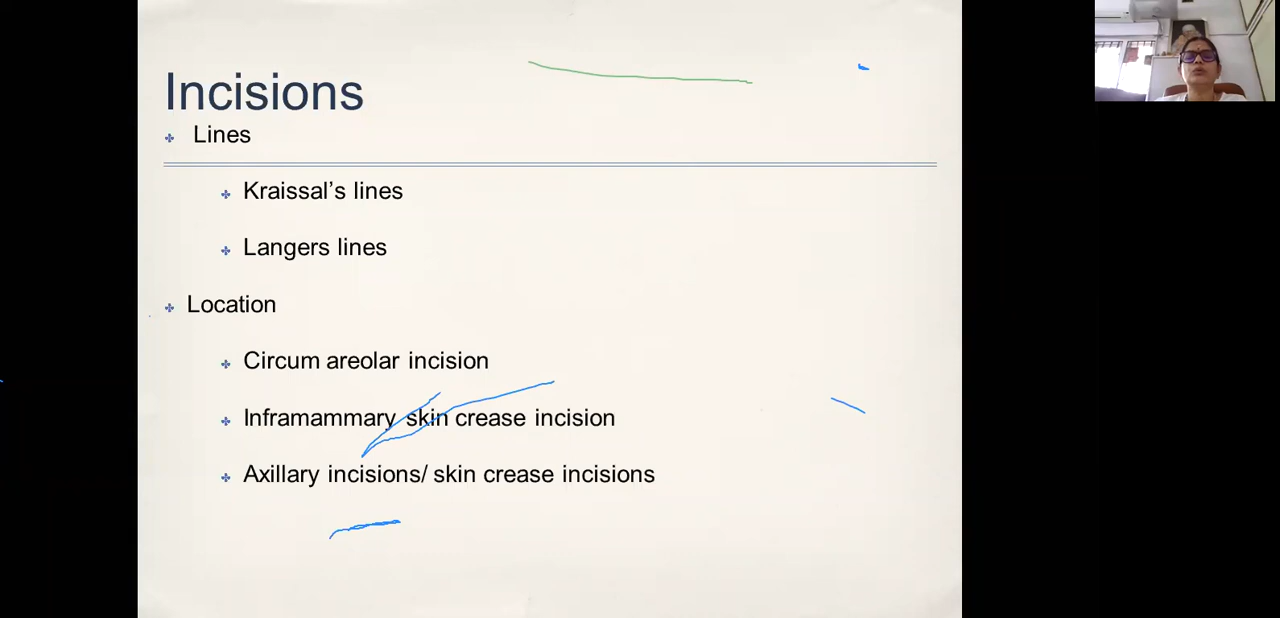 Incisions
Lines
Kraissal’s lines
Langers lines
Location
Circum areolar incision
Inframammary skin crease incision
Axillary incisions/ skin crease incisions